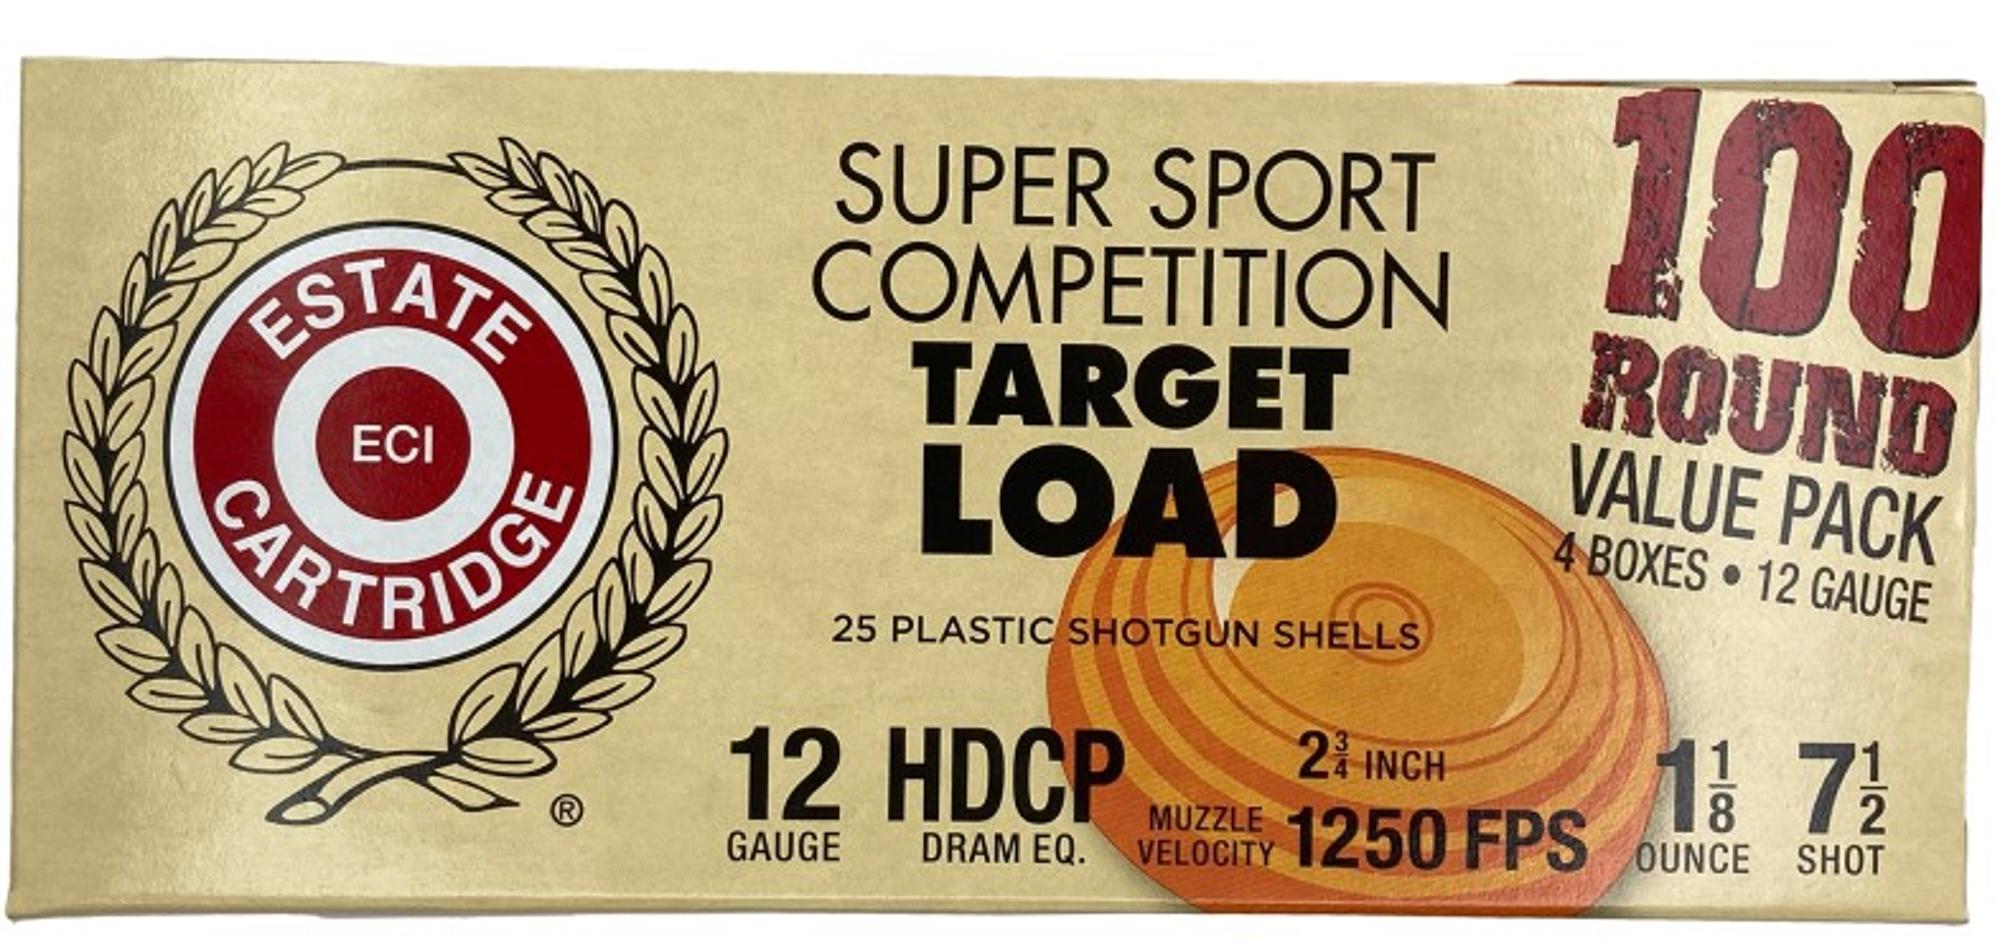 ESTATE
ECI
CARTRIDGE
®
SUPER SPORT
COMPETITION
TARGET
LOAD
25 PLASTIC SHOTGUN SHELLS
100
ROUND
VALUE PACK
4 BOXES • 12 GAUGE
12
GAUGE
HDCP
DRAM EQ.
2 3/4 INCH
MUZZLE
VELOCITY
1250 FPS
1 1/8
OUNCE
7 1/2
SHOT